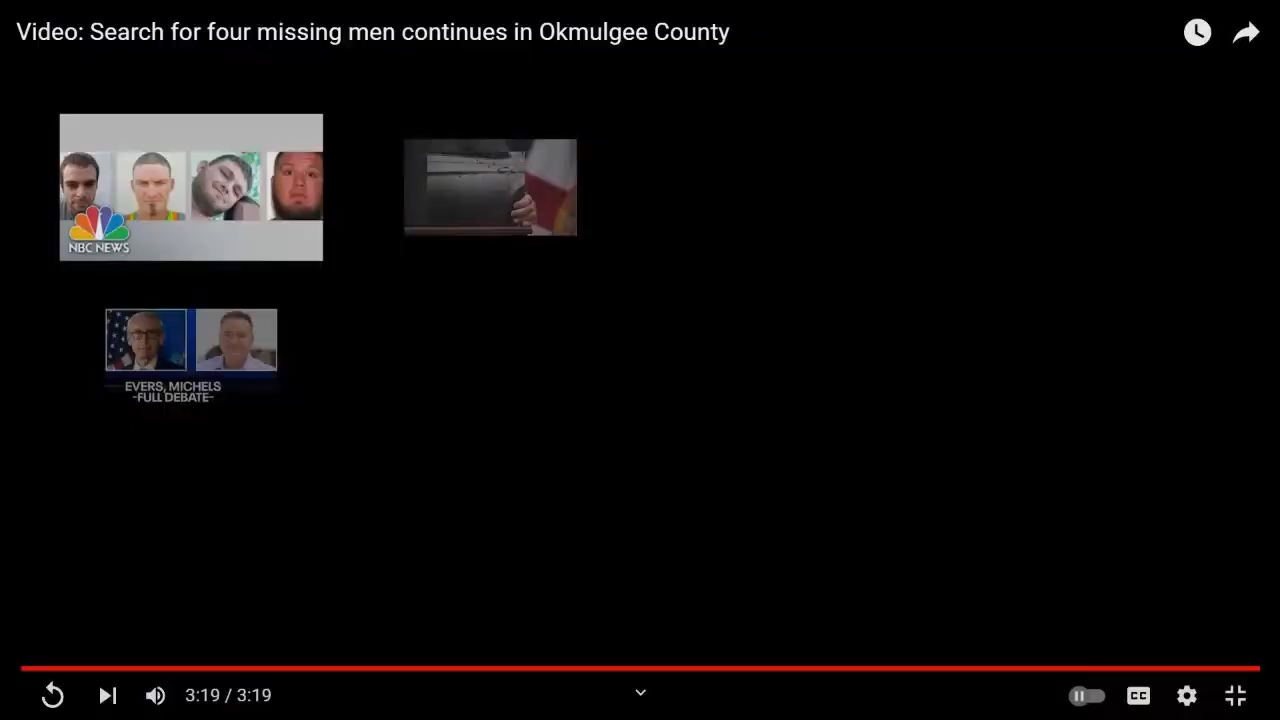 Video: Search for four missing men continues in Okmulgee County
NBC NEWS
EVERS, MICHELS
-FULL DEBATE-
3:19 / 3:19
CC